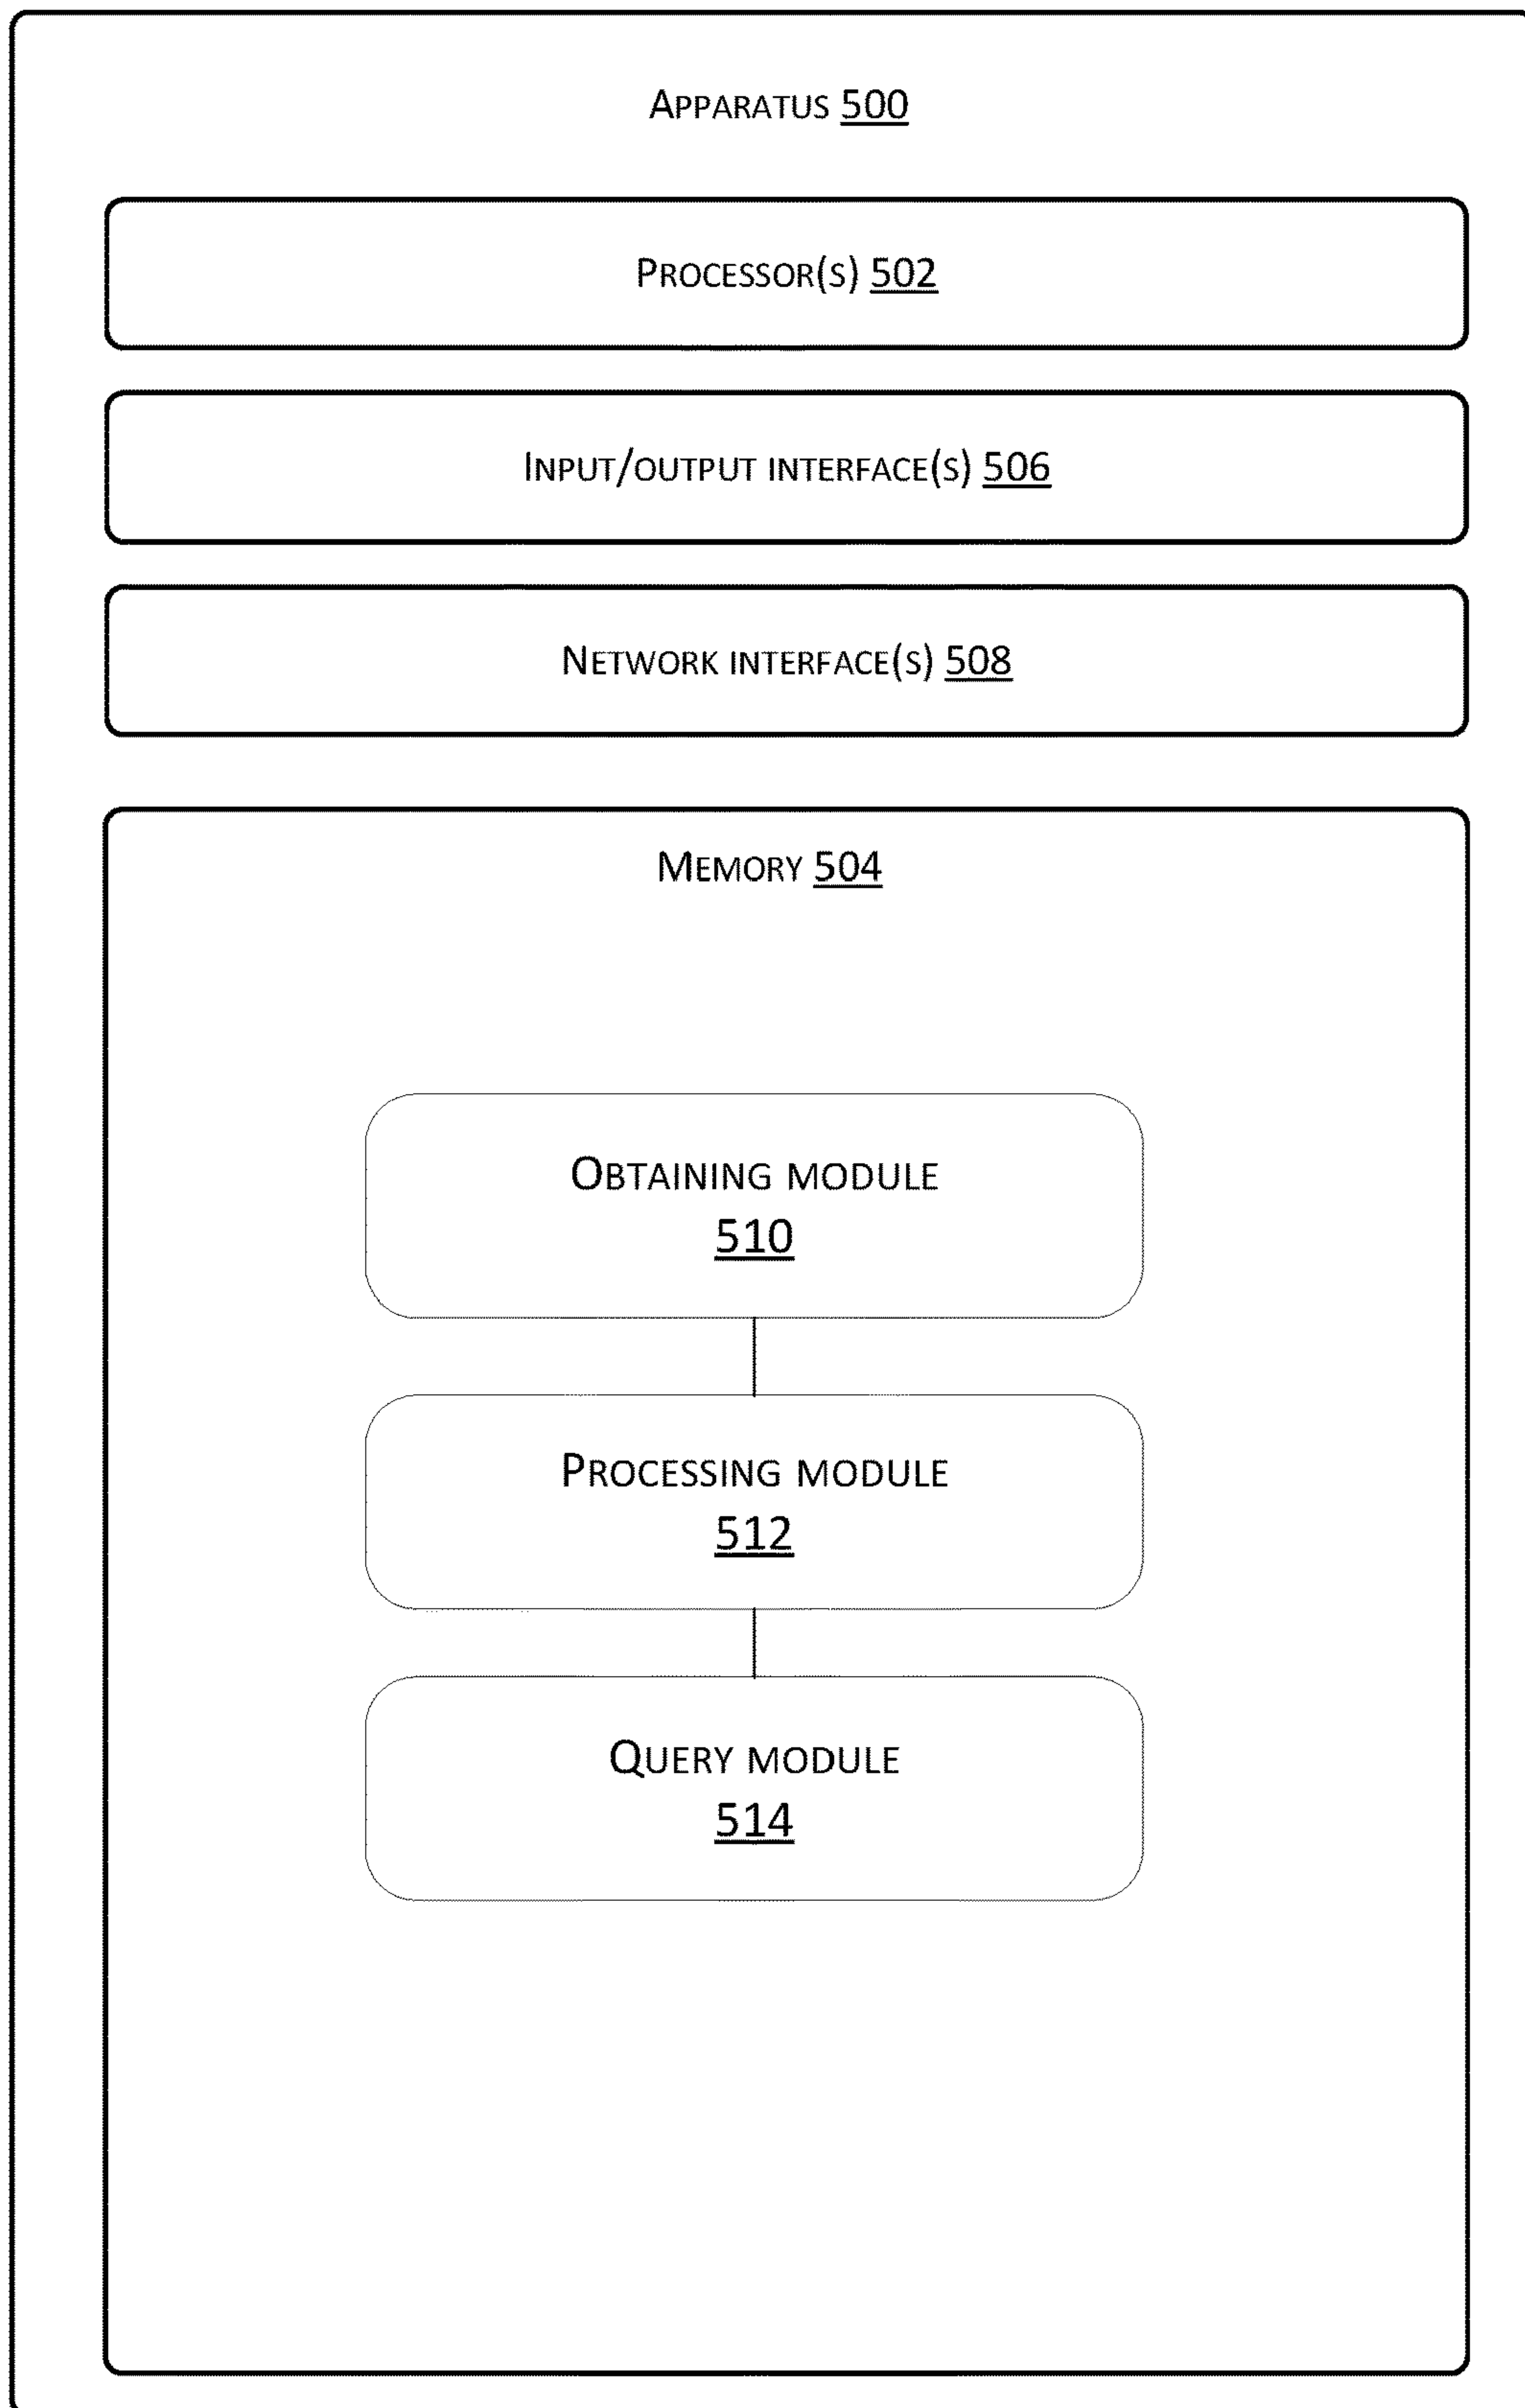 Apparatus 500
Processor(s) 502
Input/output interface(s) 506
Network interface(s) 508
Memory 504
Obtaining module
510
Processing module
512
Query module
514